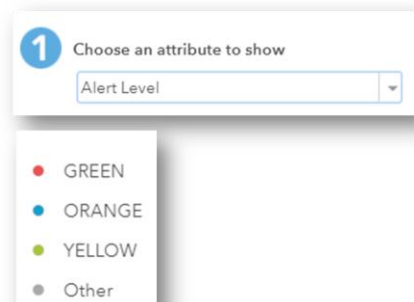 1 Choose an attribute to show
Alert Level
GREEN
ORANGE
YELLOW
Other